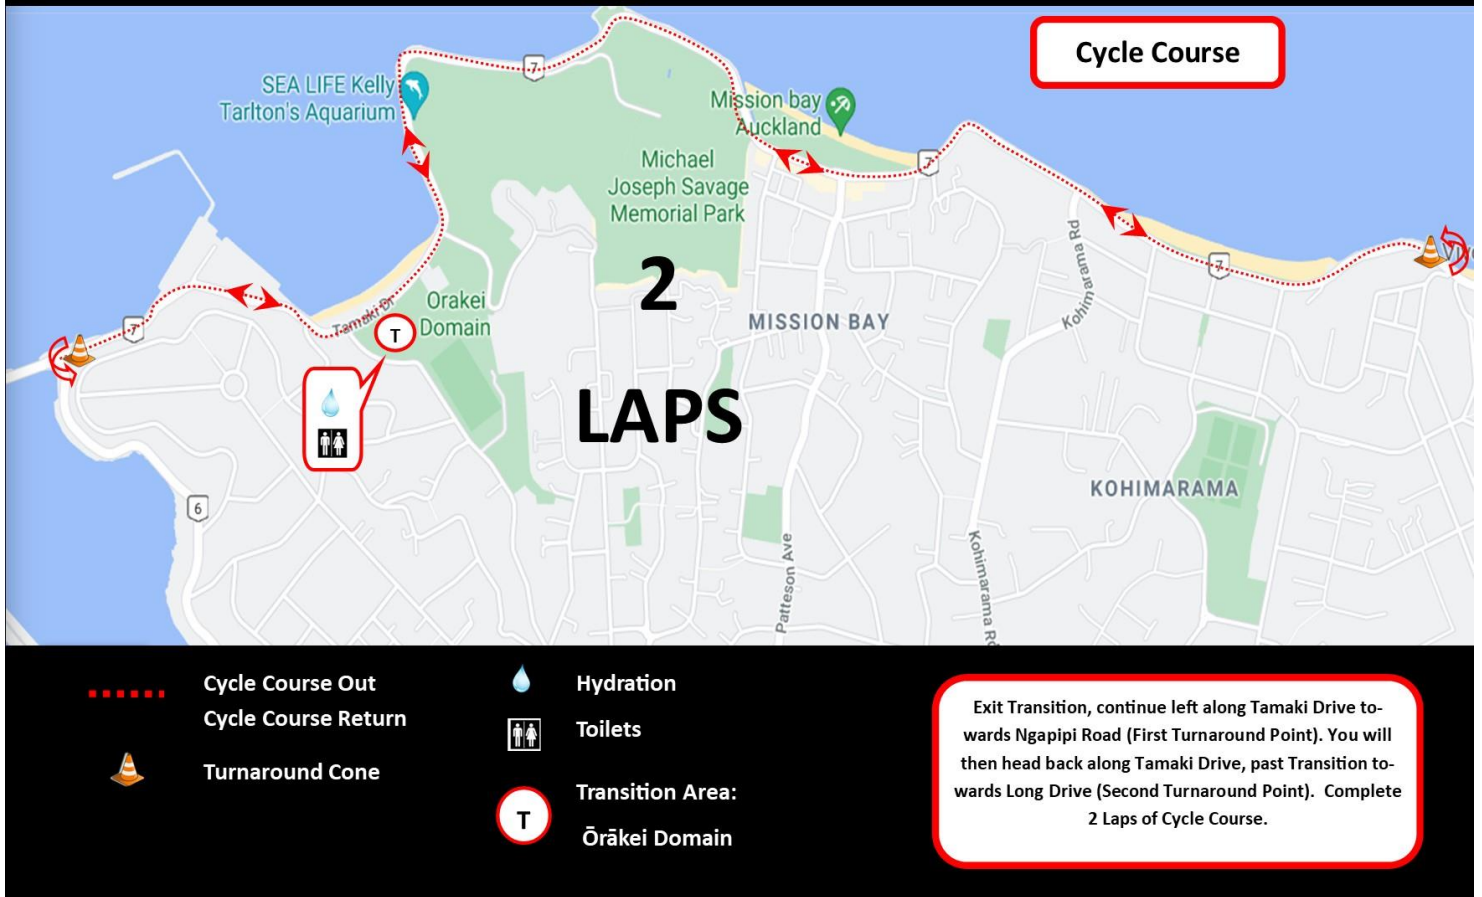 Cycle Course
SEA LIFE Kelly
Tarlton's Aquarium
7
Mission bay
Auckland
Michael
Joseph Savage
Memorial Park
7
Kohimarama Rd
7
2
LAPS
Orakei
Domain
Tamaki Dr
T
7
MISSION BAY
6
KOHIMARAMA
Patteson Ave
Kohimarama Rd
Cycle Course Out
Cycle Course Return
Turnaround Cone
Hydration
Toilets
T
Transition Area:
Ōrākei Domain
Exit Transition, continue left along Tamaki Drive to-
wards Ngapipi Road (First Turnaround Point). You will
then head back along Tamaki Drive, past Transition to-
wards Long Drive (Second Turnaround Point). Complete
2 Laps of Cycle Course.